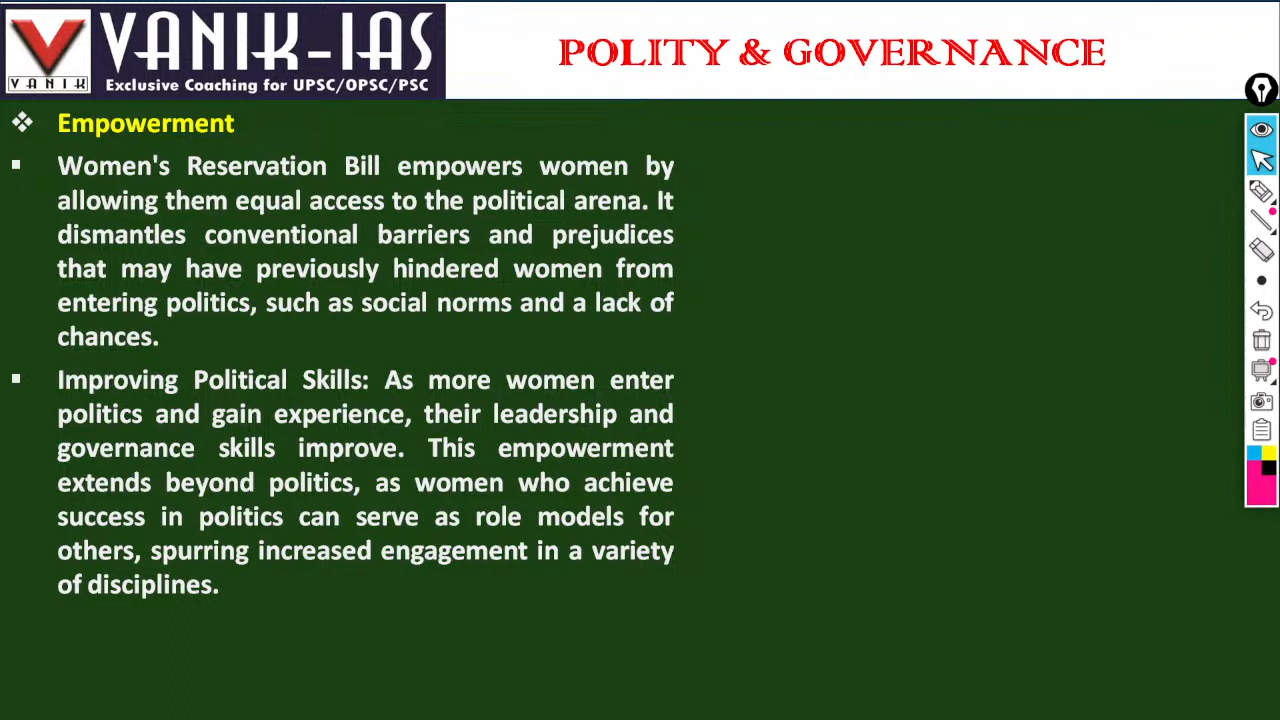 VANIK-IAS
VANIK
Exclusive Coaching for UPSC/OPSC/PSC
POLITY & GOVERNANCE
Empowerment
Women's Reservation Bill empowers women by
allowing them equal access to the political arena. It
dismantles conventional barriers and prejudices
that may have previously hindered women from
entering politics, such as social norms and a lack of
chances.
Improving Political Skills: As more women enter
politics and gain experience, their leadership and
governance skills improve. This empowerment
extends beyond politics, as women who achieve
success in politics can serve as role models for
others, spurring increased engagement in a variety
of disciplines.